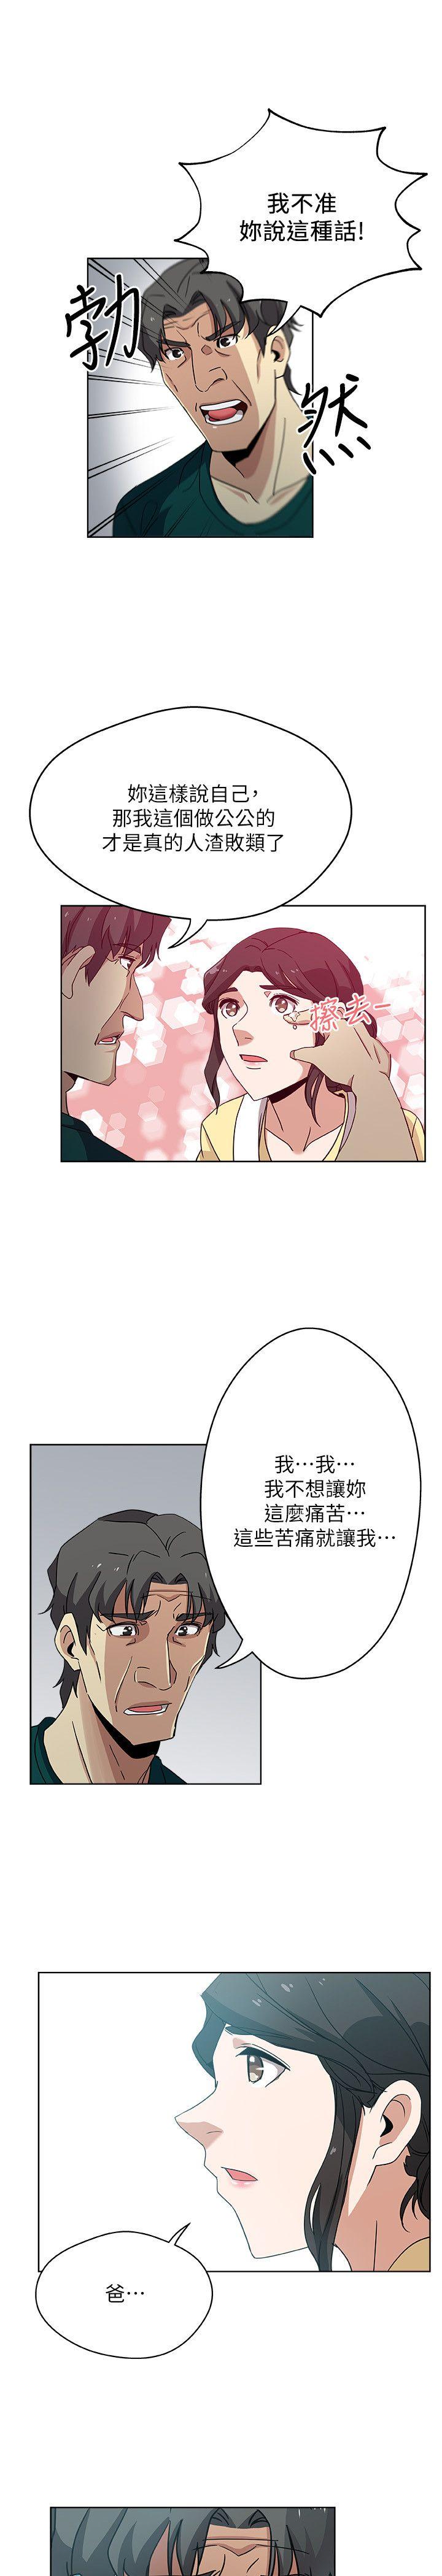 我不准
妳說這種話!
勃
然
妳這樣說自己，
那我這個做公公的
才是真的人渣敗類了
擦去-
我…我…
我不想讓妳
這麼痛苦…
這些苦痛就讓我…
爸…